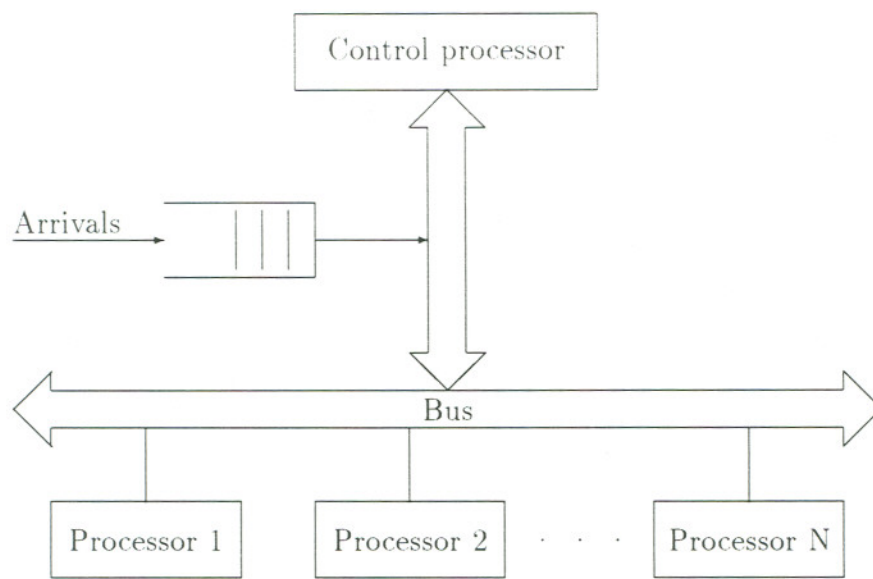 Control processor
Arrivals
Bus
Processor 1
Processor 2
. . .
Processor N